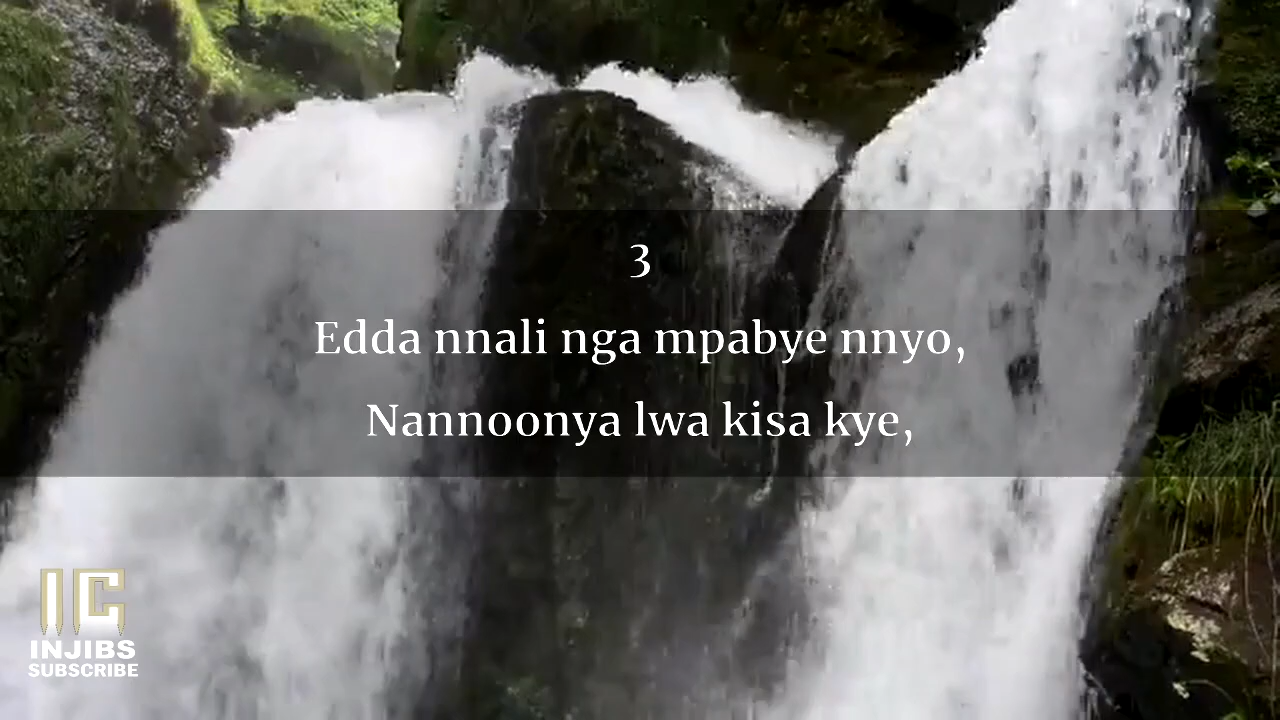 3
Edda nnali nga mpabye nnyo,
Nannoonya lwa kisa kye,
IC
INJIBS
SUBSCRIBE